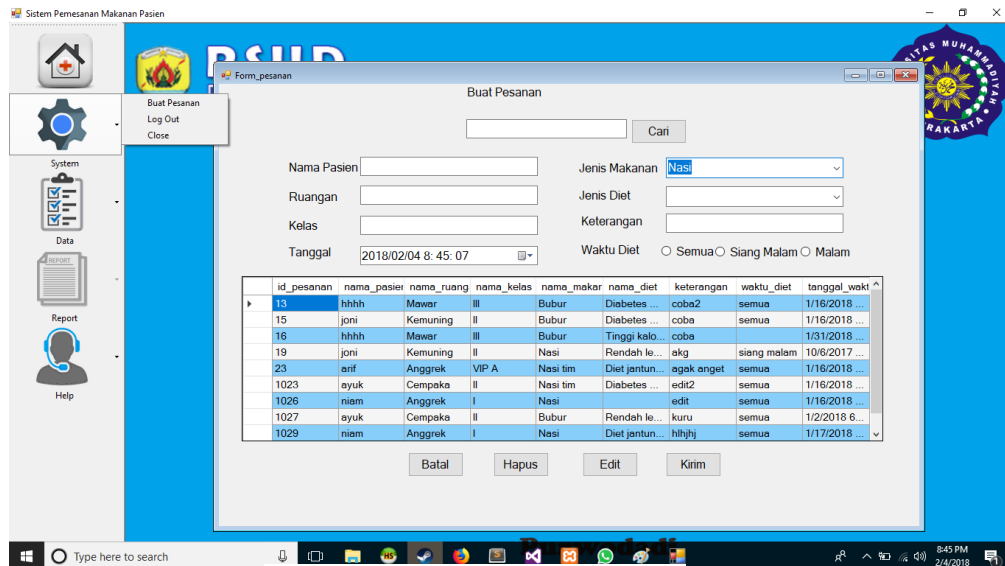 Sistem Pemesanan Makanan Pasien
RSUD
Form_pesanan
Buat Pesanan
Buat Pesanan
Log Out
Close
System
Data
REPORT
Report
Help
Cari
Nama Pasien
Jenis Makanan Nasi
Ruangan
Jenis Diet
Kelas
Keterangan
Tanggal 2018/02/04 8: 45: 07
Waktu Diet Semua Siang Malam Malam
id_pesanan nama_pasier nama_ruang nama_kelas nama_makar nama_diet keterangan waktu_diet tanggal_wakt
13 hhhh Mawar III Bubur Diabetes ... coba2 semua 1/16/2018 ...
15 joni Kemuning II Bubur Diabetes ... coba semua 1/16/2018 ...
16 hhhh Mawar III Bubur Tinggi kalo... coba 1/31/2018 ...
19 joni Kemuning II Nasi Rendah le... akg siang malam 10/6/2017 ...
23 arif Anggrek VIP A Nasi tim Diet jantun... agak anget semua 1/16/2018 ...
1023 ayuk Cempaka II Nasi tim Diabetes ... edit2 semua 1/16/2018 ...
1026 niam Anggrek I Nasi edit semua 1/16/2018 ...
1027 ayuk Cempaka II Bubur Rendah le... kuru semua 1/2/2018 6...
1029 niam Anggrek I Nasi Diet jantun... hlhjhj semua 1/17/2018 ...
Batal Hapus Edit Kirim
Type here to search
8:45 PM
2/4/2018